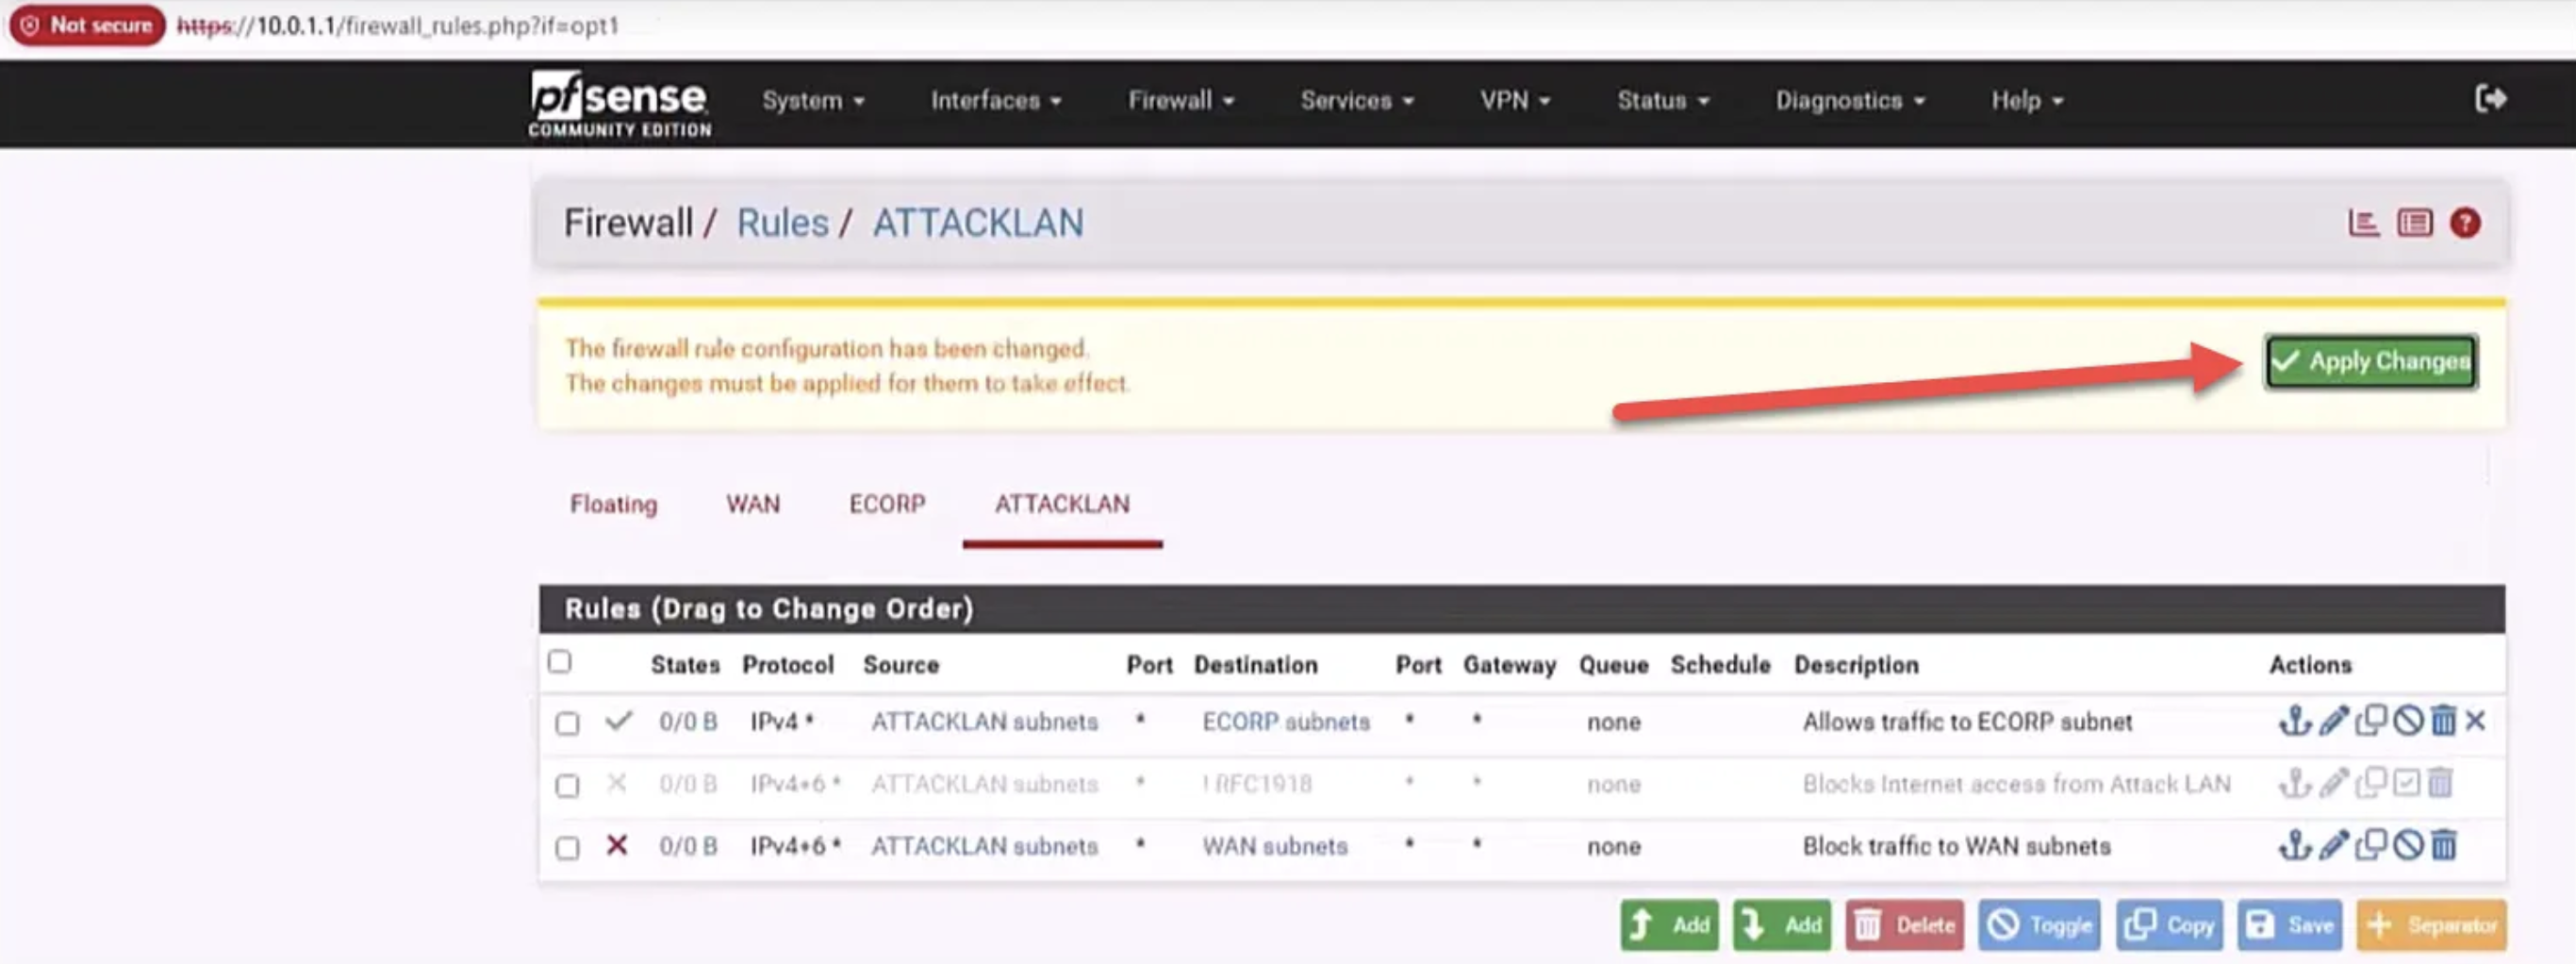 Not secure https://10.0.1.1/firewall_rules.php?if=opt1
pfsense COMMUNITY EDITION System Interfaces Firewall Services VPN Status Diagnostics Help
Firewall / Rules / ATTACKLAN
The firewall rule configuration has been changed.
The changes must be applied for them to take effect.
Apply Changes
Floating WAN ECORP ATTACKLAN
Rules (Drag to Change Order)
States Protocol Source Port Destination Port Gateway Queue Schedule Description Actions
0/0 B IPv4 * ATTACKLAN subnets * ECORP subnets * * none Allows traffic to ECORP subnet
0/0 B IPv4+6 * ATTACKLAN subnets * ! RFC1918 * * none Blocks Internet access from Attack LAN
0/0 B IPv4+6 * ATTACKLAN subnets * WAN subnets * * none Block traffic to WAN subnets
Add Add Delete Toggle Copy Save Separator